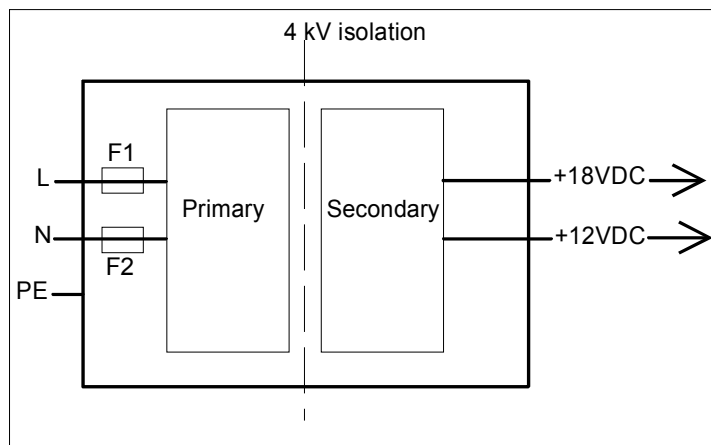 4 kV isolation
F1
L
+18VDC
Primary
Secondary
N
+12VDC
F2
PE